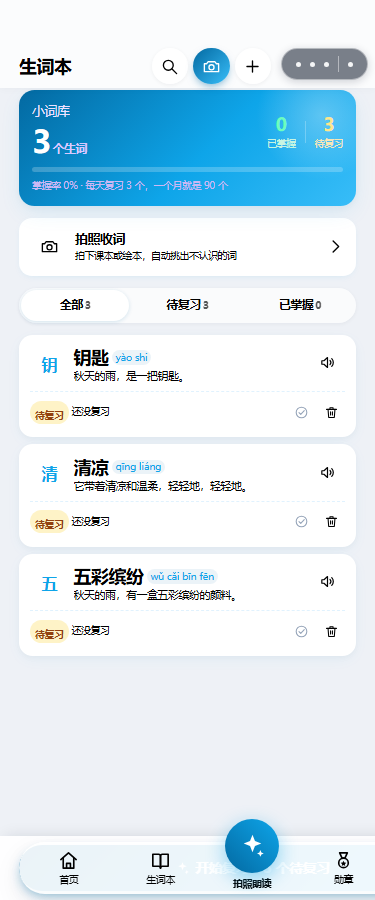 生词本
小词库
3个生词
0
已掌握
3
待复习
掌握率 0% · 每天复习 3 个，一个月就是 90 个
拍照收词
拍下课本或绘本，自动挑出不认识的词
全部 3
待复习 3
已掌握 0
钥
钥匙 yào shi
秋天的雨，是一把钥匙。
待复习 还没复习
清
清凉 qīng liáng
它带着清凉和温柔，轻轻地，轻轻地。
待复习 还没复习
五
五彩缤纷 wǔ cǎi bīn fēn
秋天的雨，有一盒五彩缤纷的颜料。
待复习 还没复习
开始 个待复习
首页
生词本
拍照朗读
勋章